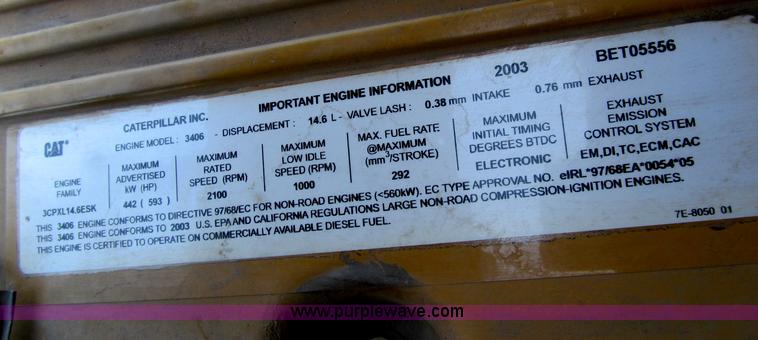 CAT
CATERPILLAR INC.
IMPORTANT ENGINE INFORMATION
2003
BET05556
ENGINE MODEL : 3406 - DISPLACEMENT : 14.6 L - VALVE LASH : 0.38 mm INTAKE 0.76 mm EXHAUST
ENGINE FAMILY
3CPXL14.6ESK
MAXIMUM ADVERTISED kW (HP)
442 ( 593 )
MAXIMUM RATED SPEED (RPM)
2100
MAXIMUM LOW IDLE SPEED (RPM)
1000
MAX. FUEL RATE @MAXIMUM (mm³/STROKE)
292
MAXIMUM INITIAL TIMING DEGREES BTDC
ELECTRONIC
EXHAUST EMISSION CONTROL SYSTEM
EM,DI,TC,ECM,CAC
THIS 3406 ENGINE CONFORMS TO DIRECTIVE 97/68/EC FOR NON-ROAD ENGINES (<560kW). EC TYPE APPROVAL NO. eIRL*97/68EA*0054*05
THIS 3406 ENGINE CONFORMS TO 2003 U.S. EPA AND CALIFORNIA REGULATIONS LARGE NON-ROAD COMPRESSION-IGNITION ENGINES.
THIS ENGINE IS CERTIFIED TO OPERATE ON COMMERCIALLY AVAILABLE DIESEL FUEL.
7E-8050 01
www.purplewave.com